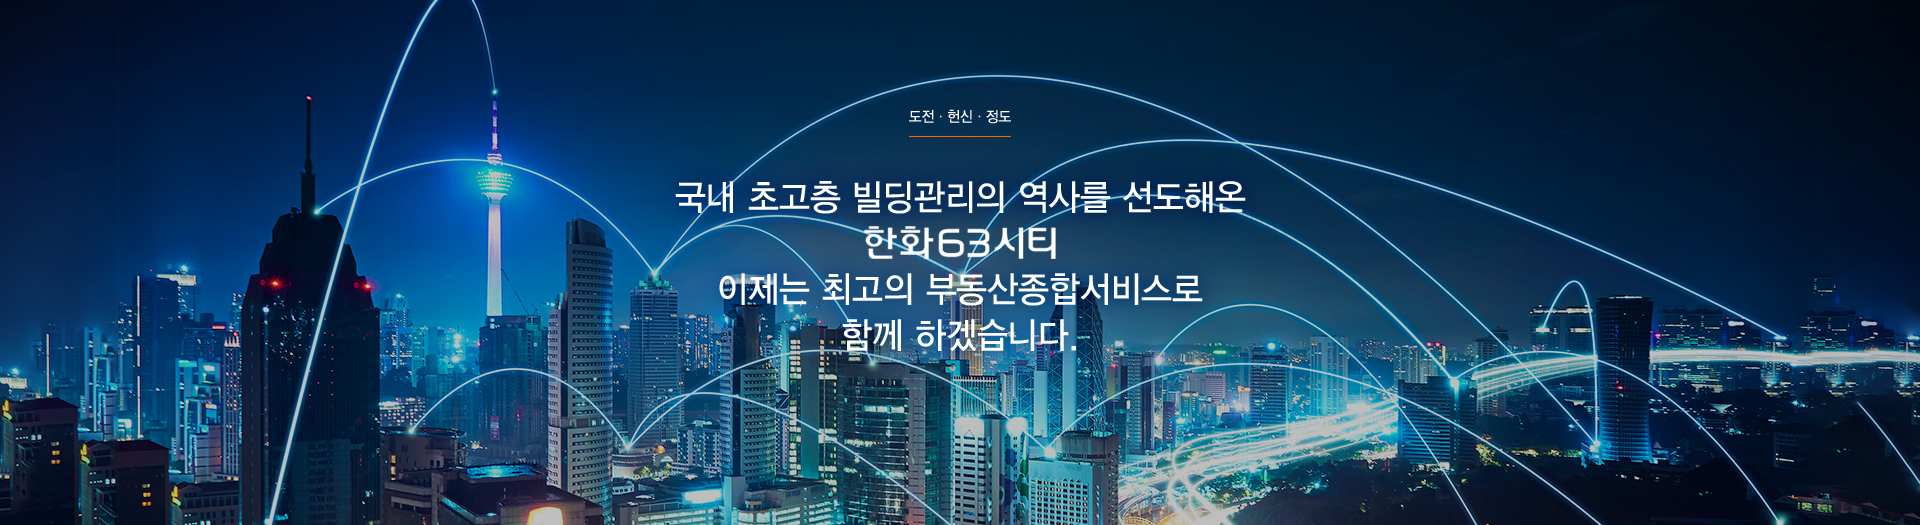 도전 · 헌신 · 정도
국내 초고층 빌딩관리의 역사를 선도해온
한화63시티
이제는 최고의 부동산종합서비스로
함께 하겠습니다.